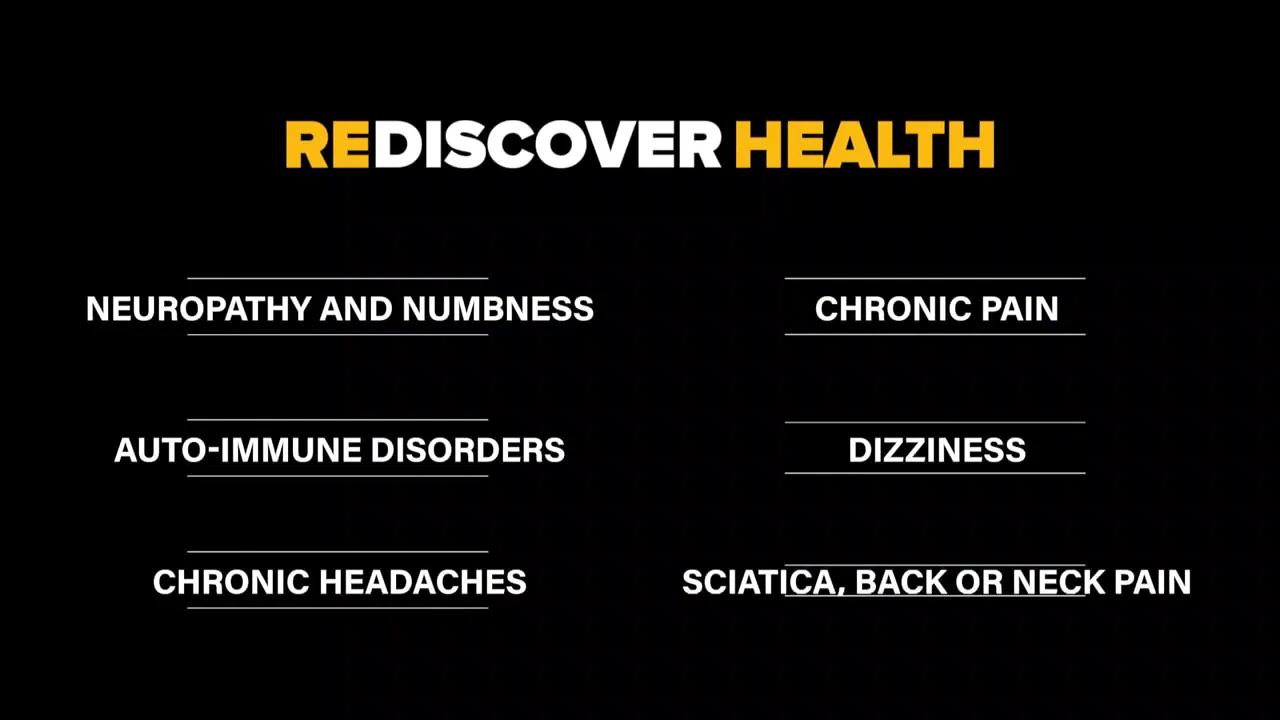 REDISCOVER HEALTH
NEUROPATHY AND NUMBNESS
CHRONIC PAIN
AUTO-IMMUNE DISORDERS
DIZZINESS
CHRONIC HEADACHES
SCIATICA, BACK OR NECK PAIN